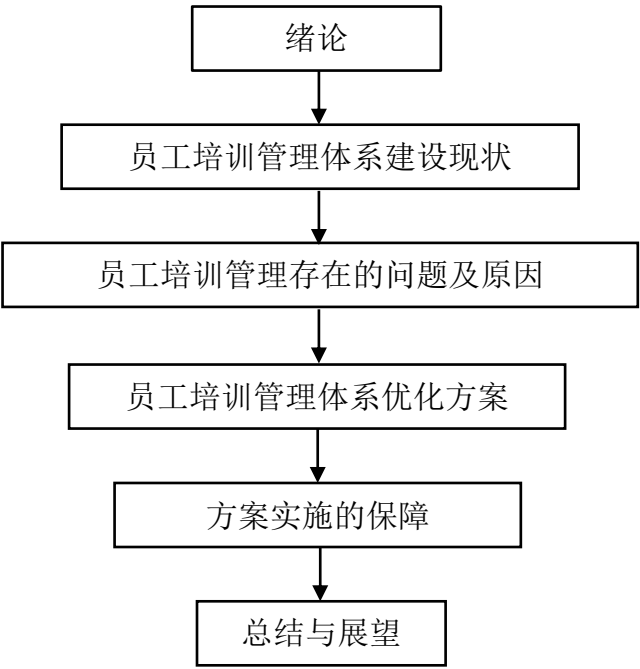 绪论
员工培训管理体系建设现状
员工培训管理存在的问题及原因
员工培训管理体系优化方案
方案实施的保障
总结与展望